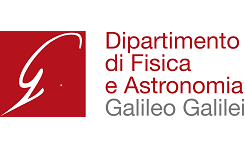 Dipartimento
di Fisica
e Astronomia
Galileo Galilei